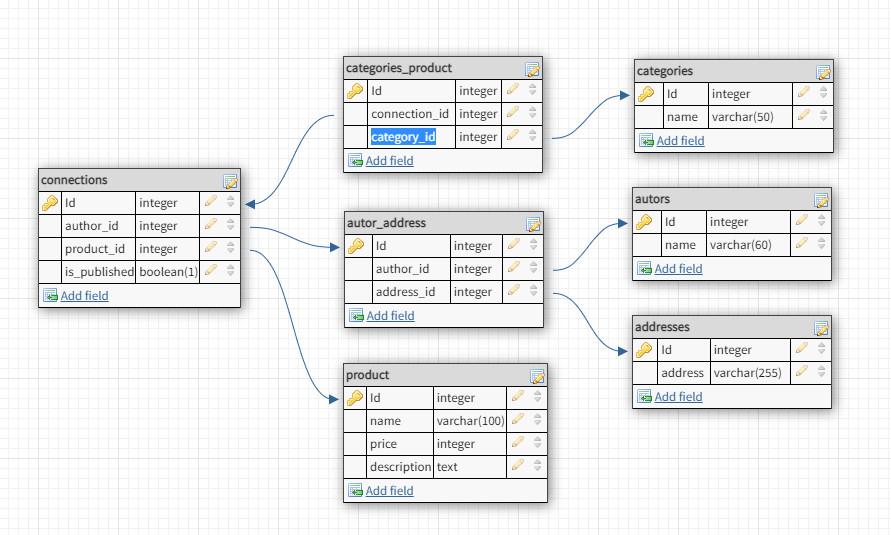 categories_product
Id integer
connection_id integer
category_id integer
Add field
categories
Id integer
name varchar(50)
Add field
connections
Id integer
author_id integer
product_id integer
is_published boolean(1)
Add field
autor_address
Id integer
author_id integer
address_id integer
Add field
autors
Id integer
name varchar(60)
Add field
addresses
Id integer
address varchar(255)
Add field
product
Id integer
name varchar(100)
price integer
description text
Add field